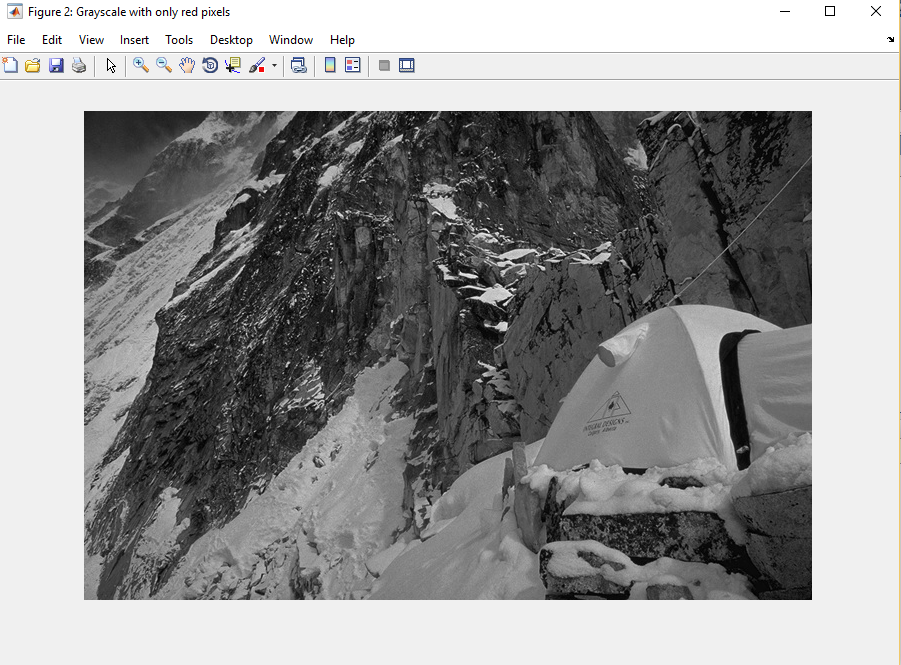 Figure 2: Grayscale with only red pixels
File Edit View Insert Tools Desktop Window Help
INTEGRAL DESIGNS